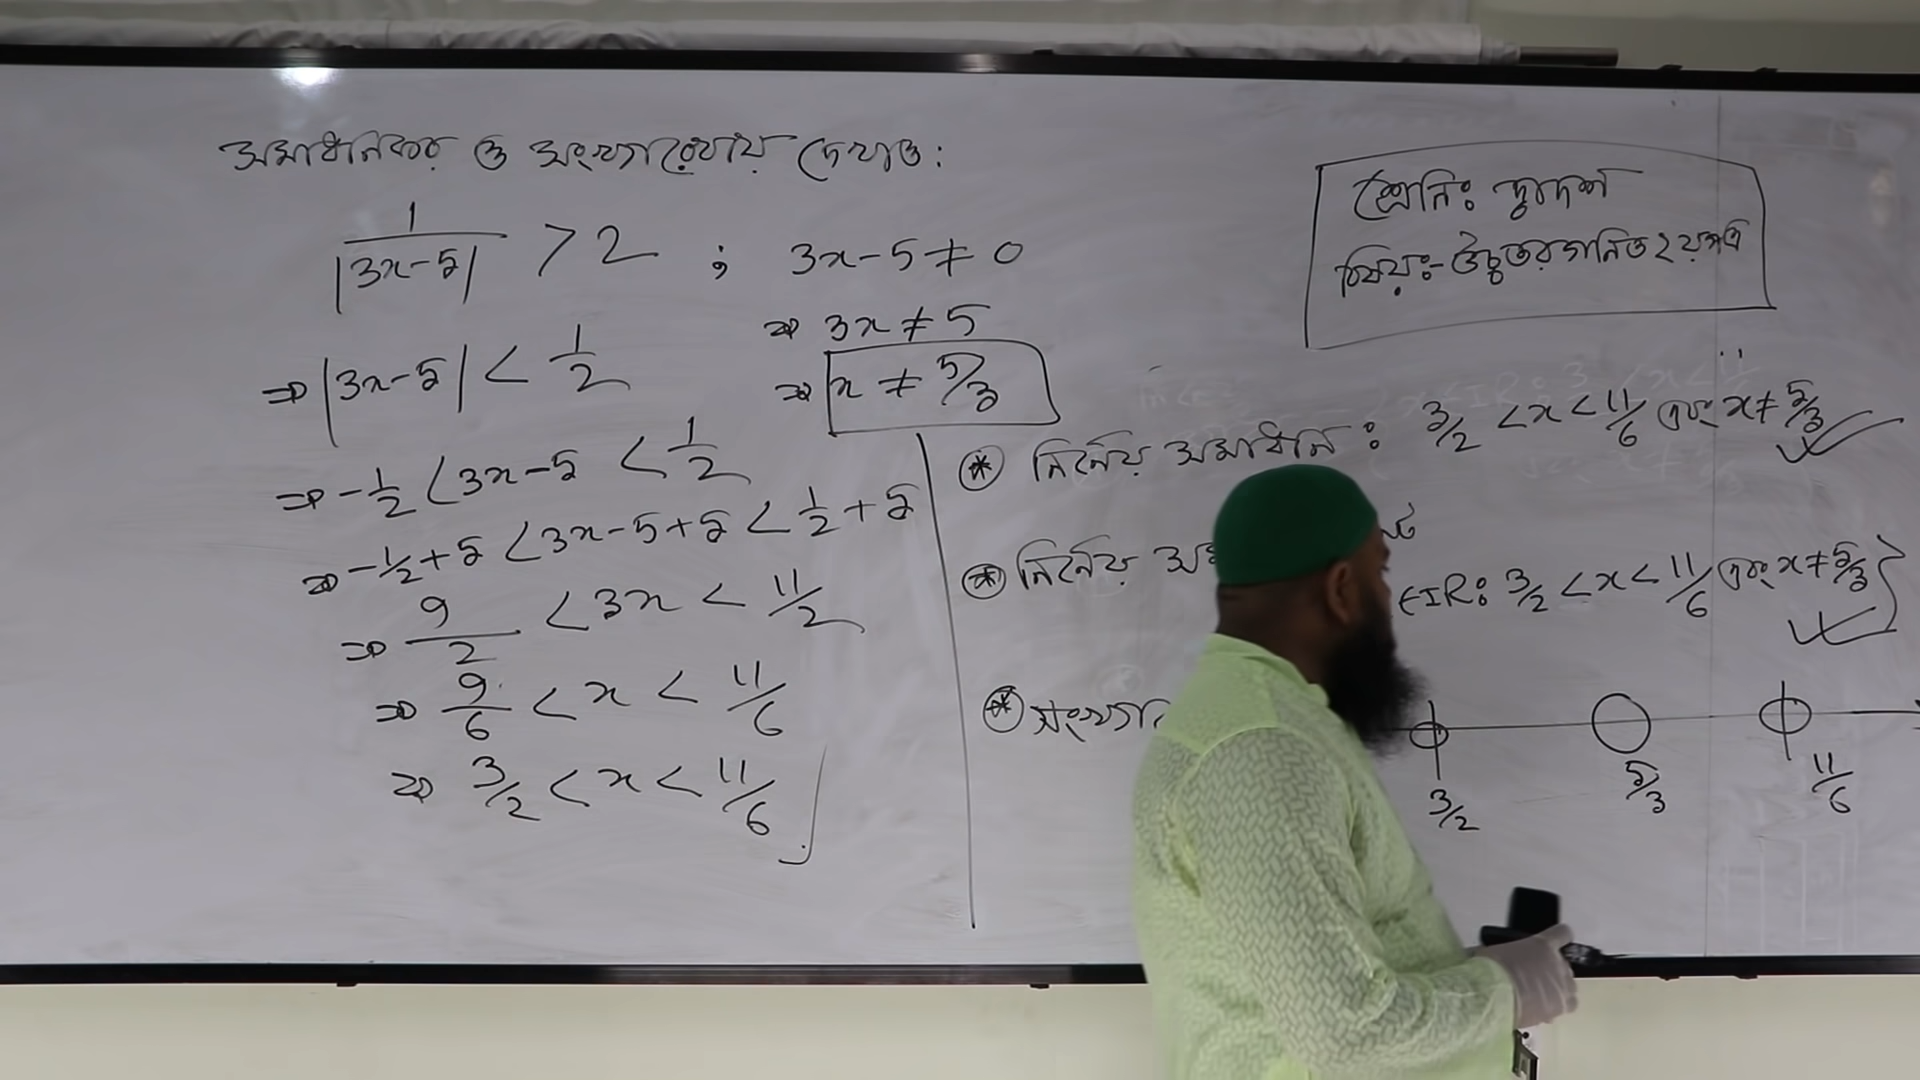 সমাধান কর ও সংখ্যারেখায় দেখাও:
1/|3x-5| > 2 ; 3x-5 ≠ 0
⇒ 3x ≠ 5
⇒ x ≠ 5/3
⇒ |3x-5| < 1/2
⇒ -1/2 < 3x-5 < 1/2
⇒ -1/2+5 < 3x-5+5 < 1/2+5
⇒ 9/2 < 3x < 11/2
⇒ 9/6 < x < 11/6
⇒ 3/2 < x < 11/6
শ্রেনিঃ দ্বাদশ
বিষয়ঃ- উচ্চতর গনিত ২য় পত্র
* নির্নেয় সমাধান : 3/2 < x < 11/6 এবং x ≠ 5/3
* নির্নেয় ∈ IR: 3/2 < x < 11/6 এবং x ≠ 5/3}
* সংখ্যা
3/2 5/3 11/6